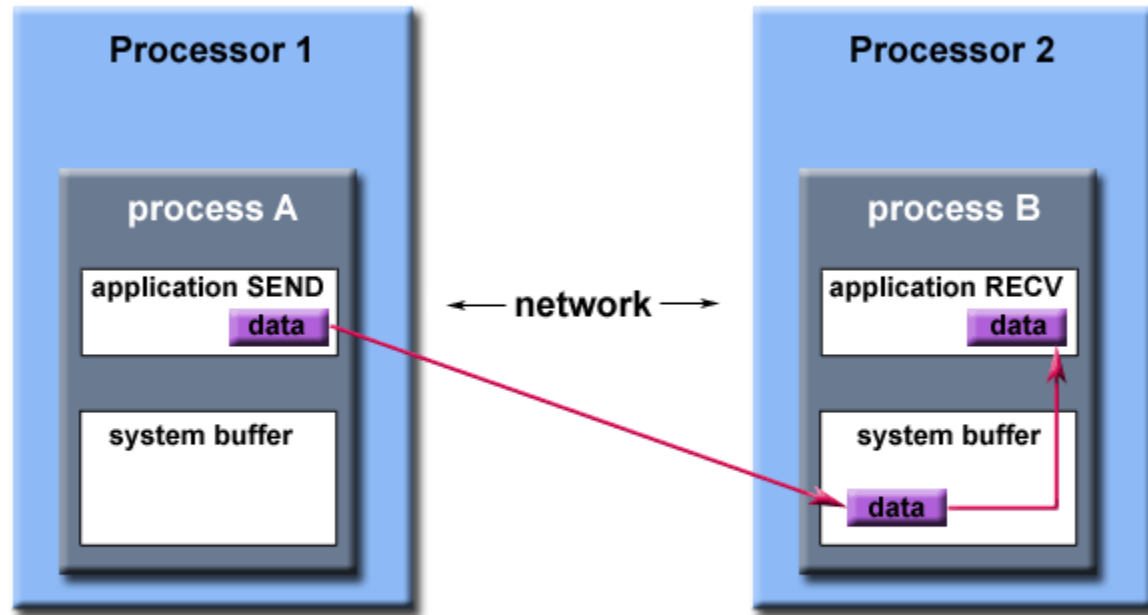 Processor 1
process A
application SEND
data
system buffer
network
Processor 2
process B
application RECV
data
system buffer
data